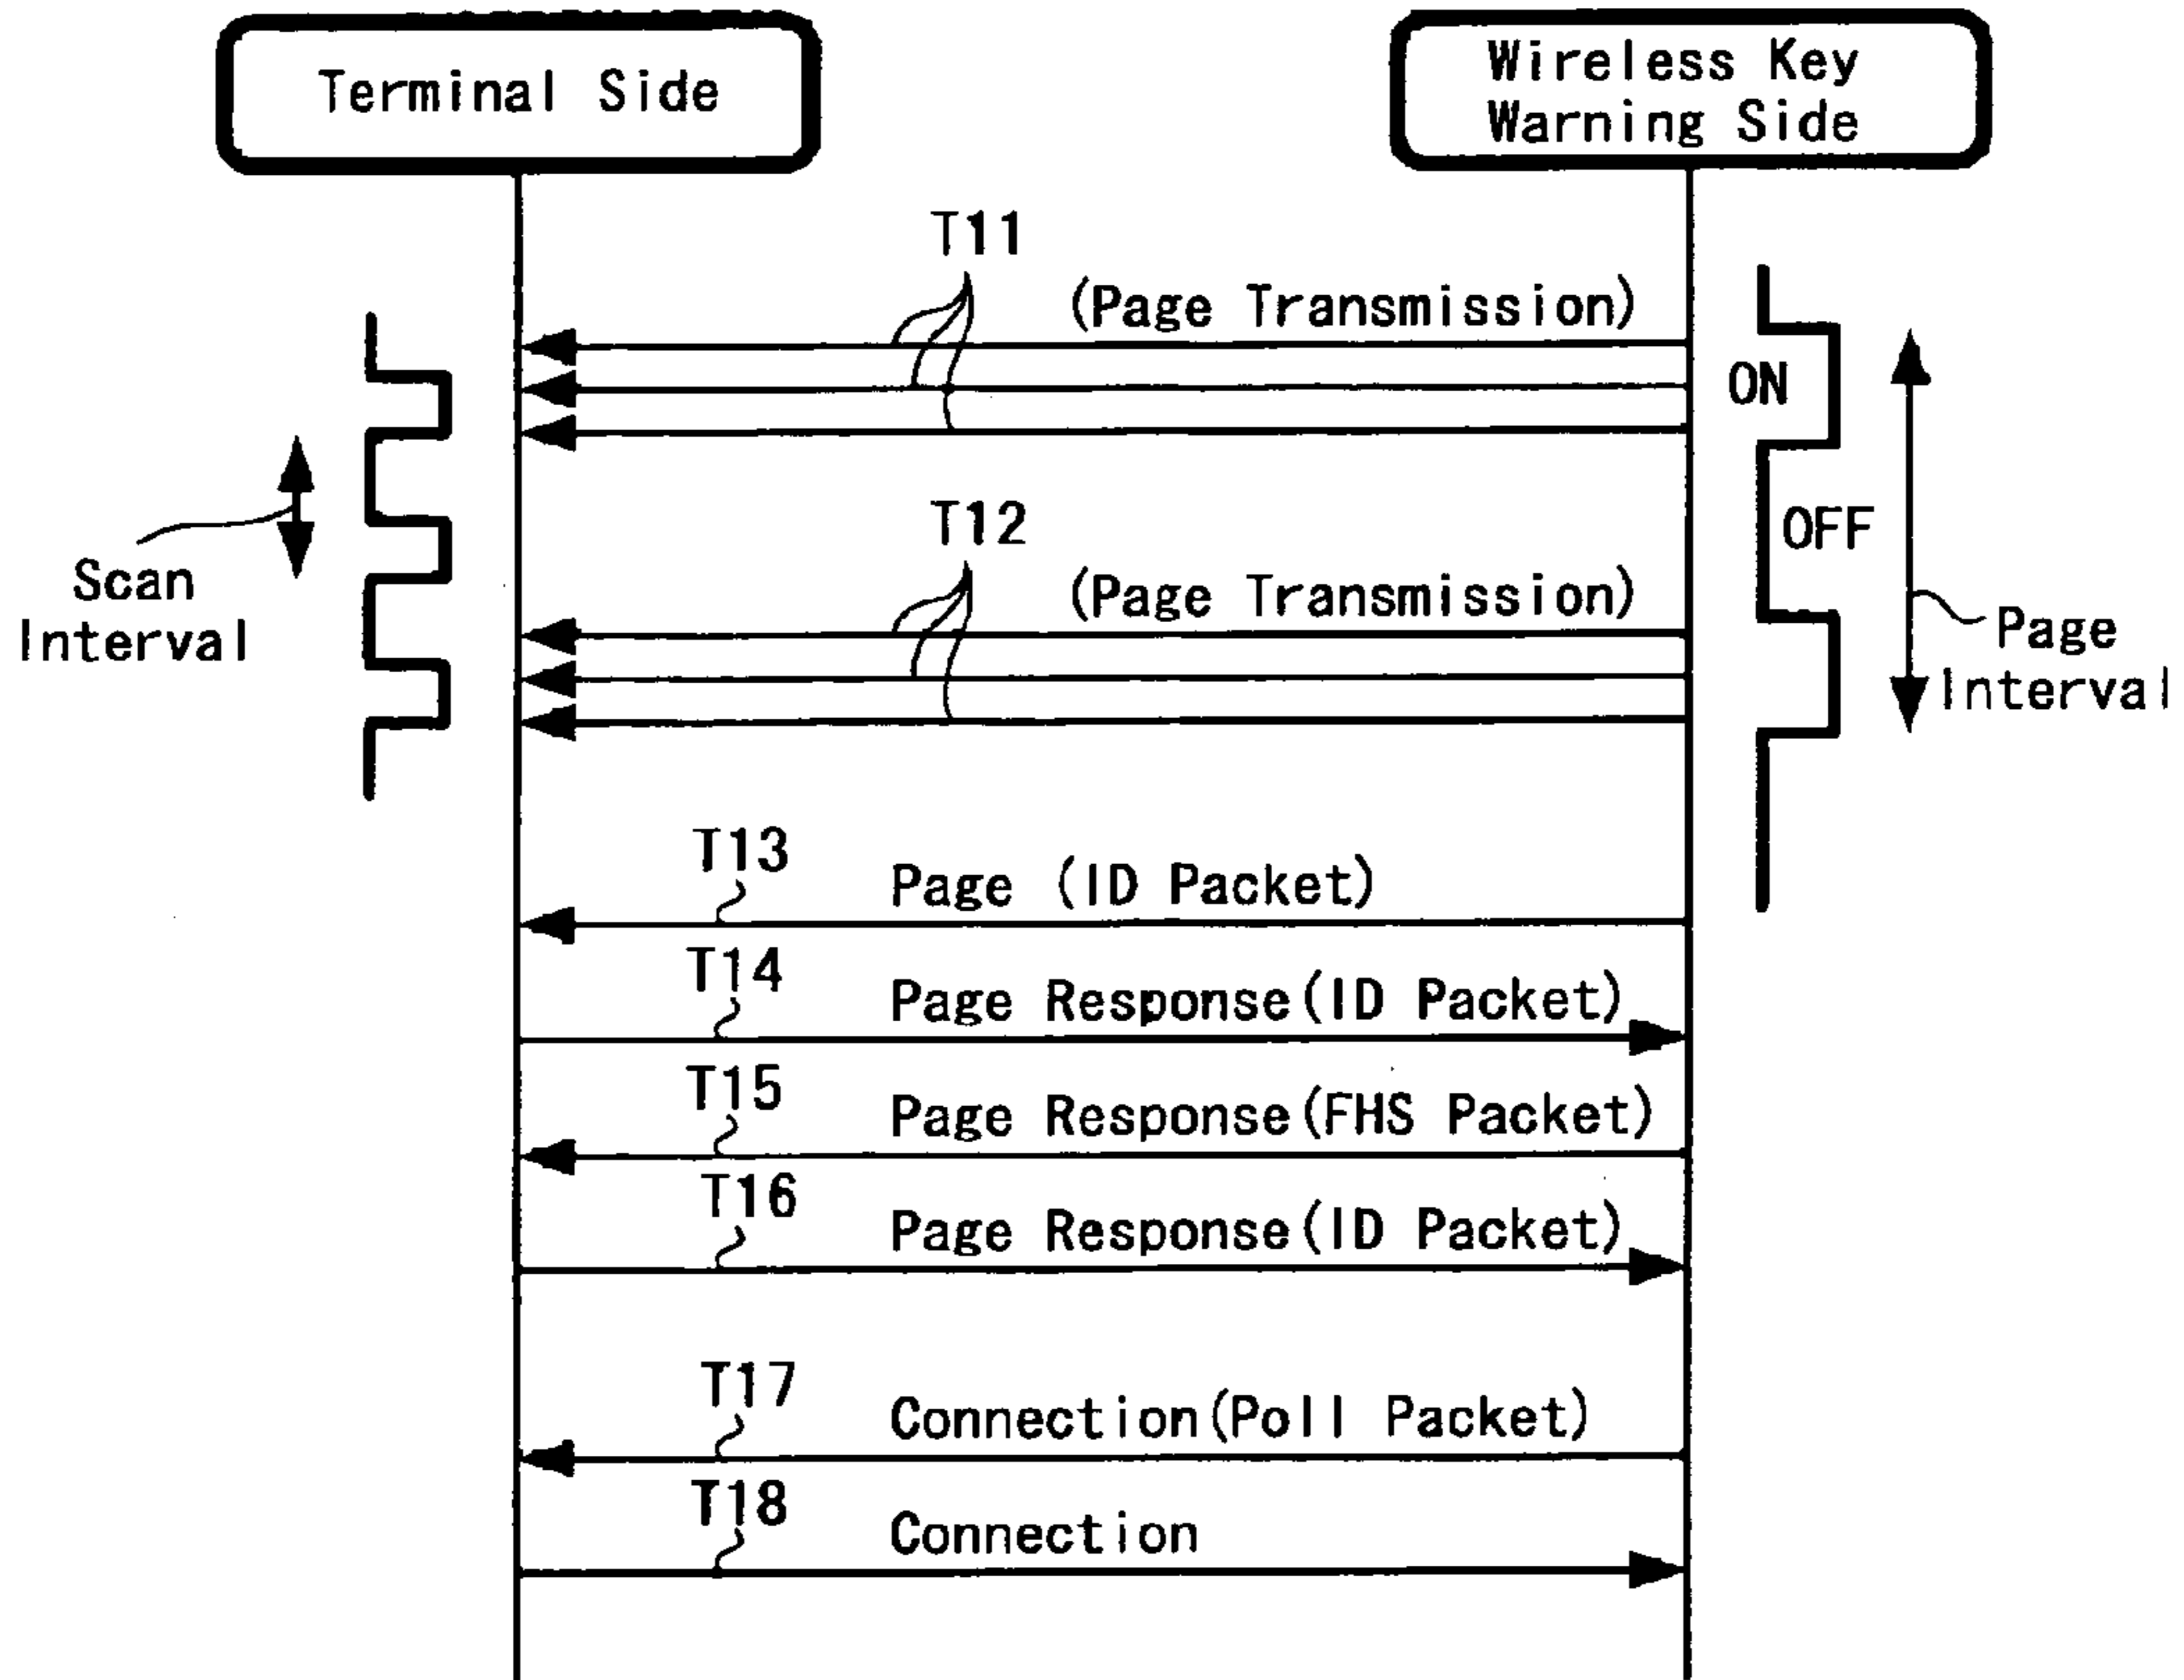 Terminal Side
Wireless Key
Warning Side
T11
(Page Transmission)
ON
OFF
Scan
Interval
T12
(Page Transmission)
Page
Interval
T13
Page (ID Packet)
T14
Page Response(ID Packet)
T15
Page Response(FHS Packet)
T16
Page Response(ID Packet)
T17
Connection(Poll Packet)
T18
Connection